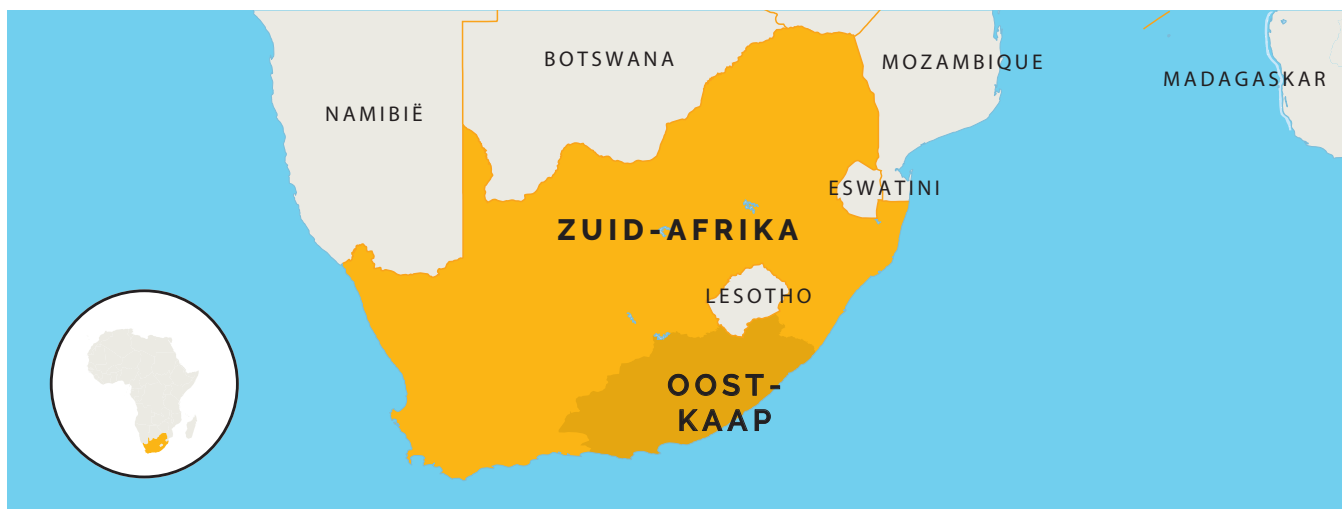 BOTSWANA
MOZAMBIQUE
MADAGASKAR
NAMIBIË
ESWATINI
ZUID-AFRIKA
LESOTHO
OOST-
KAAP